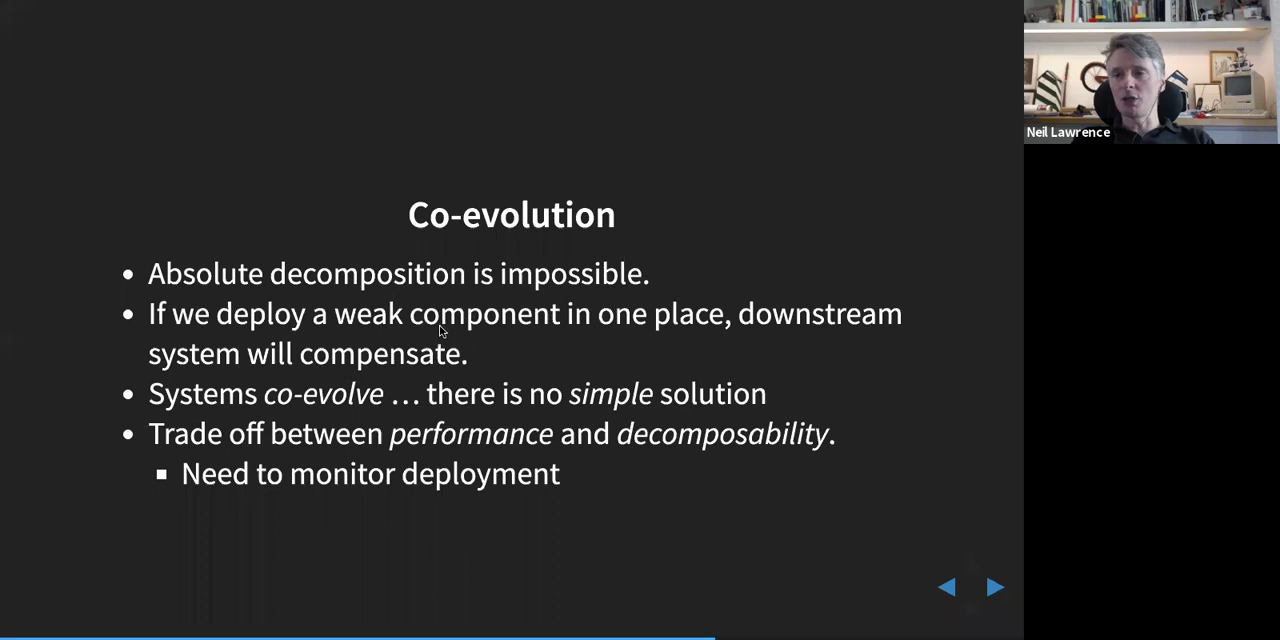 Co-evolution
• Absolute decomposition is impossible.
• If we deploy a weak component in one place, downstream
system will compensate.
• Systems co-evolve … there is no simple solution
• Trade off between performance and decomposability.
▪ Need to monitor deployment
Neil Lawrence